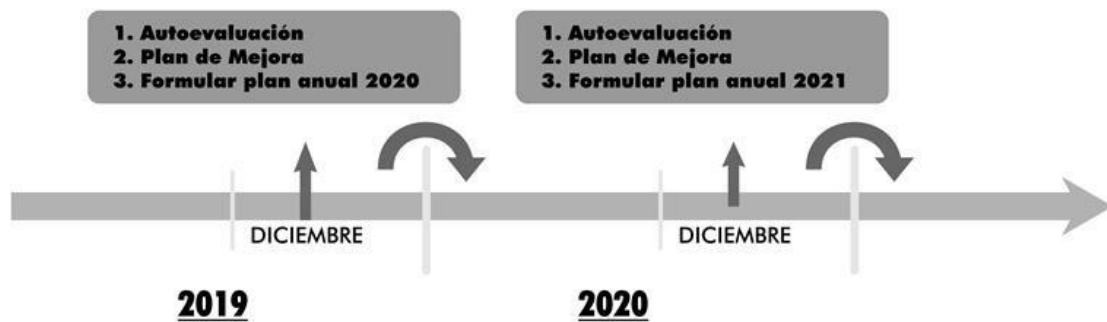 1. Autoevaluación
2. Plan de Mejora
3. Formular plan anual 2020
1. Autoevaluación
2. Plan de Mejora
3. Formular plan anual 2021
DICIEMBRE
DICIEMBRE
2019
2020